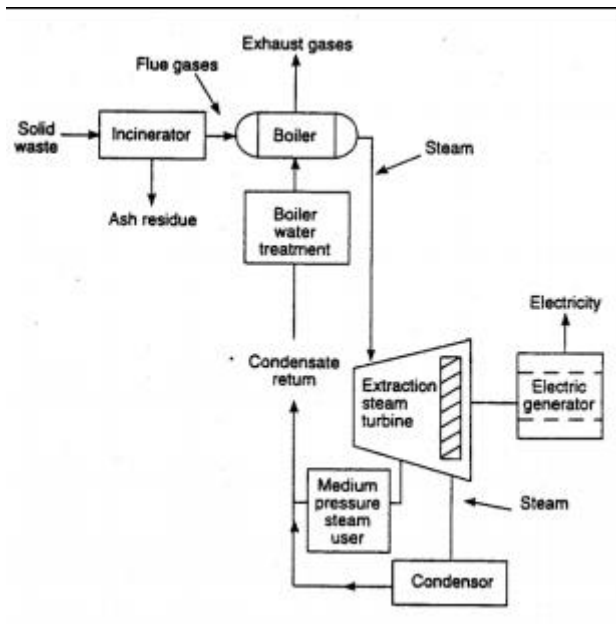 Exhaust gases
Flue gases
Solid
waste
Incinerator
Boiler
Steam
Ash residue
Boiler
water
treatment
Electricity
Condensate
return
Extraction
steam
turbine
Electric
generator
Medium
pressure
steam
user
Steam
Condensor